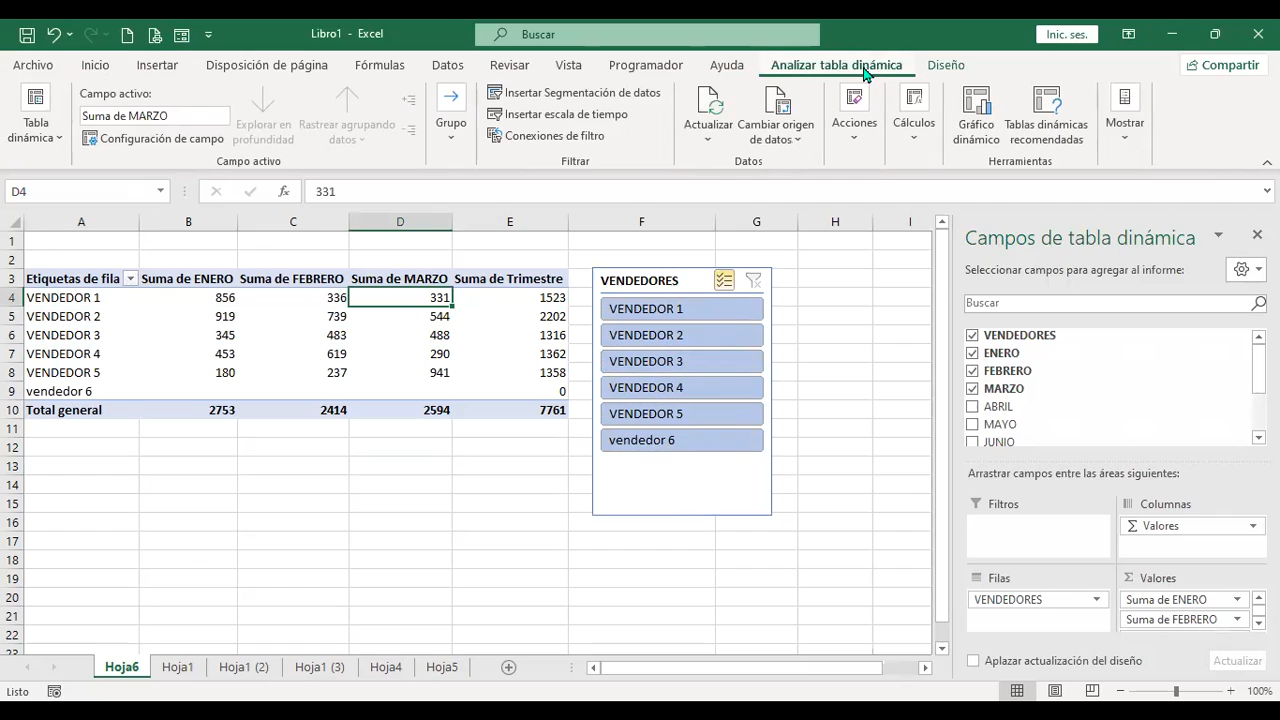 Libro1 - Excel
Buscar
Inic. ses.
Archivo Inicio Insertar Disposición de página Fórmulas Datos Revisar Vista Programador Ayuda Analizar tabla dinámica Diseño Compartir
Tabla dinámica
Campo activo:
Suma de MARZO
Configuración de campo
Explorar en profundidad
Rastrear agrupando datos
Campo activo
Grupo
Insertar Segmentación de datos
Insertar escala de tiempo
Conexiones de filtro
Filtrar
Actualizar
Cambiar origen de datos
Datos
Acciones
Cálculos
Gráfico dinámico
Tablas dinámicas recomendadas
Herramientas
Mostrar
D4 fx 331
A B C D E F G H I
1
2
3 Etiquetas de fila Suma de ENERO Suma de FEBRERO Suma de MARZO Suma de Trimestre
4 VENDEDOR 1 856 336 331 1523
5 VENDEDOR 2 919 739 544 2202
6 VENDEDOR 3 345 483 488 1316
7 VENDEDOR 4 453 619 290 1362
8 VENDEDOR 5 180 237 941 1358
9 vendedor 6 0
10 Total general 2753 2414 2594 7761
11
12
13
14
15
16
17
18
19
20
21
22
23
VENDEDORES
VENDEDOR 1
VENDEDOR 2
VENDEDOR 3
VENDEDOR 4
VENDEDOR 5
vendedor 6
Campos de tabla dinámica
Seleccionar campos para agregar al informe:
Buscar
VENDEDORES
ENERO
FEBRERO
MARZO
ABRIL
MAYO
JUNIO
Arrastrar campos entre las áreas siguientes:
Filtros
Columnas
Σ Valores
Filas
VENDEDORES
Σ Valores
Suma de ENERO
Suma de FEBRERO
Aplazar actualización del diseño
Actualizar
Hoja6 Hoja1 Hoja1 (2) Hoja1 (3) Hoja4 Hoja5
Listo
100%